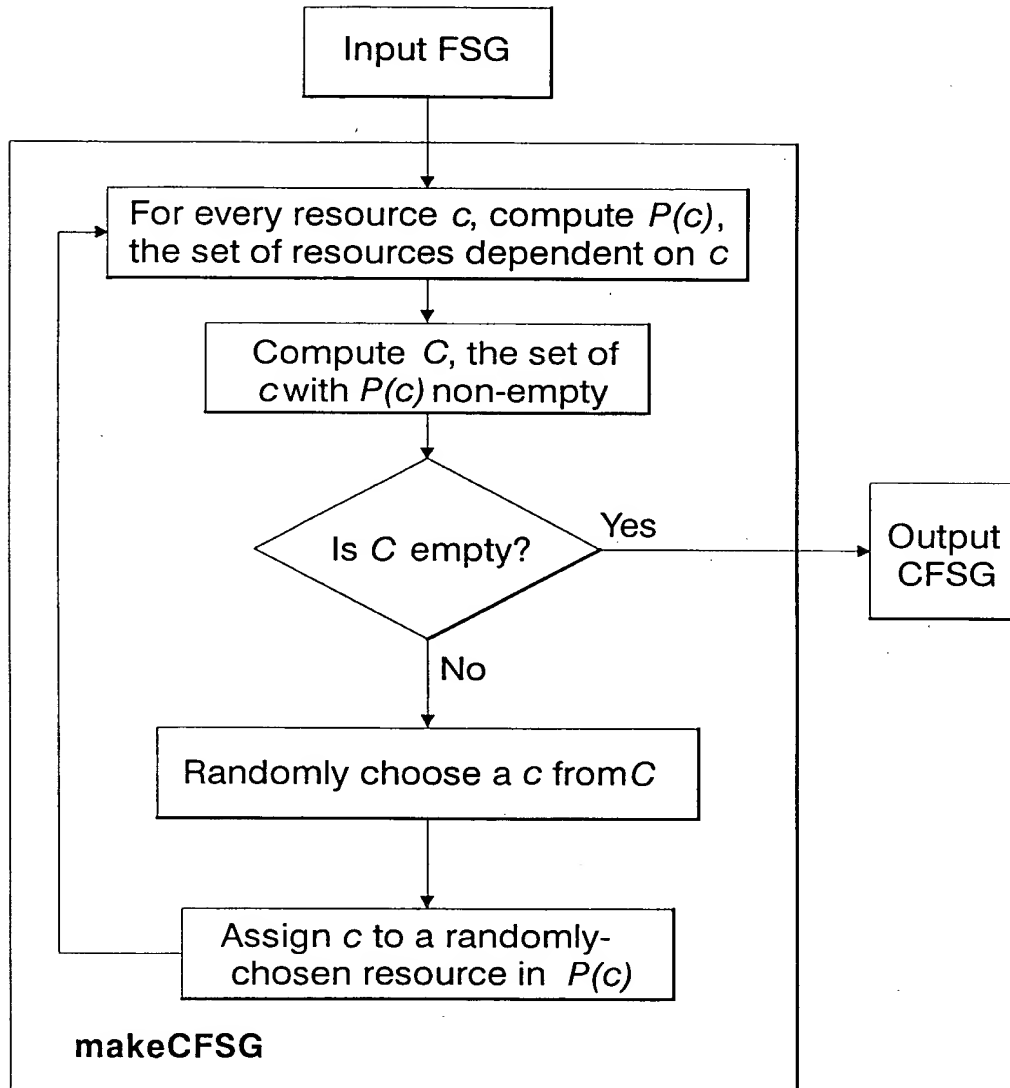 Input FSG
For every resource c, compute P(c),
the set of resources dependent on c
Compute C, the set of
c with P(c) non-empty
Is C empty?
Yes
Output
CFSG
No
Randomly choose a c from C
Assign c to a randomly-
chosen resource in P(c)
makeCFSG